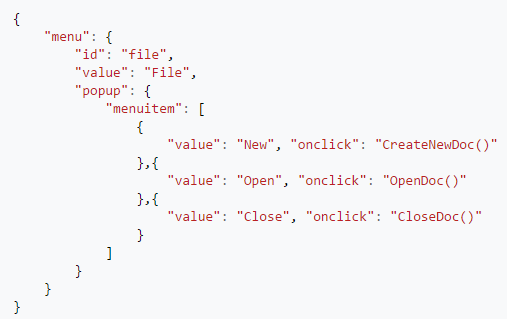 {
    "menu": {
        "id": "file",
        "value": "File",
        "popup": {
            "menuitem": [
                {
                    "value": "New", "onclick": "CreateNewDoc()"
                },{
                    "value": "Open", "onclick": "OpenDoc()"
                },{
                    "value": "Close", "onclick": "CloseDoc()"
                }
            ]
        }
    }
}